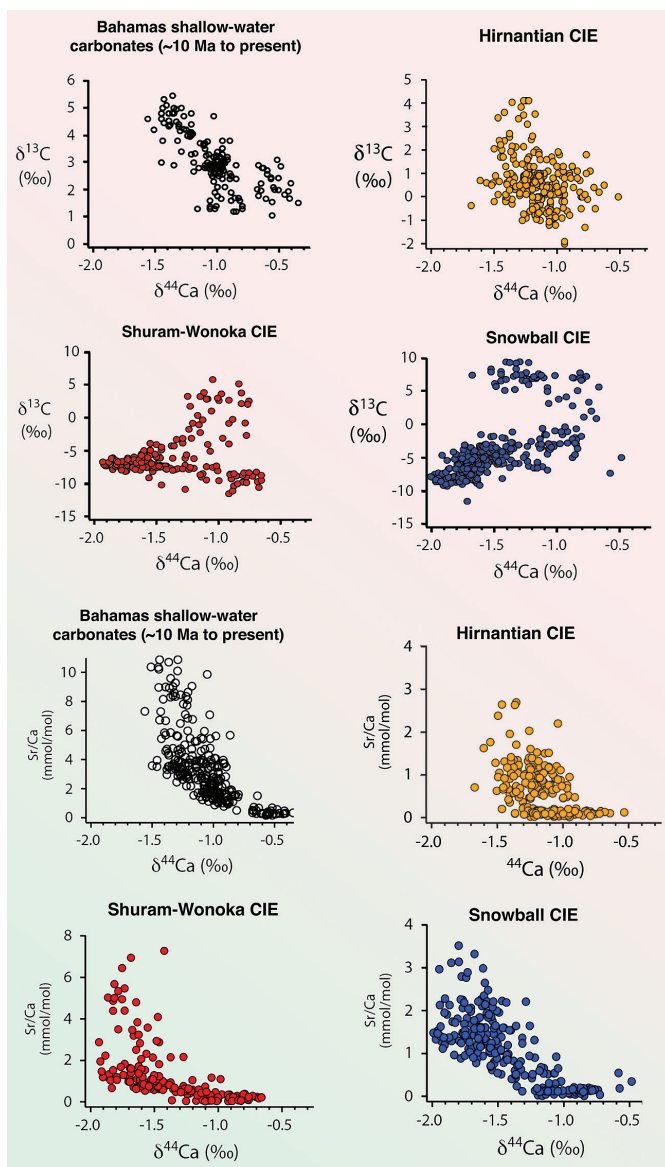 Bahamas shallow-water
carbonates (~10 Ma to present)
6
5
4
3
2
1
0
δ¹³C
(‰)
-2.0 -1.5 -1.0 -0.5
δ⁴⁴Ca (‰)
Hirnantian CIE
5
4
3
2
1
0
-1
-2
δ¹³C
(‰)
-2.0 -1.5 -1.0 -0.5
δ⁴⁴Ca (‰)
Shuram-Wonoka CIE
10
5
0
-5
-10
-15
δ¹³C
(‰)
-2.0 -1.5 -1.0 -0.5
δ⁴⁴Ca (‰)
Snowball CIE
10
5
0
-5
-10
-15
δ¹³C
(‰)
-2.0 -1.5 -1.0 -0.5
δ⁴⁴Ca (‰)
Bahamas shallow-water
carbonates (~10 Ma to present)
10
8
6
4
2
0
Sr/Ca
(mmol/mol)
-2.0 -1.5 -1.0 -0.5
δ⁴⁴Ca (‰)
Hirnantian CIE
4
3
2
1
0
Sr/Ca
(mmol/mol)
-2.0 -1.5 -1.0 -0.5
⁴⁴Ca (‰)
Shuram-Wonoka CIE
8
6
4
2
0
Sr/Ca
(mmol/mol)
-2.0 -1.5 -1.0 -0.5
δ⁴⁴Ca (‰)
Snowball CIE
4
3
2
1
0
Sr/Ca
(mmol/mol)
-2.0 -1.5 -1.0 -0.5
δ⁴⁴Ca (‰)